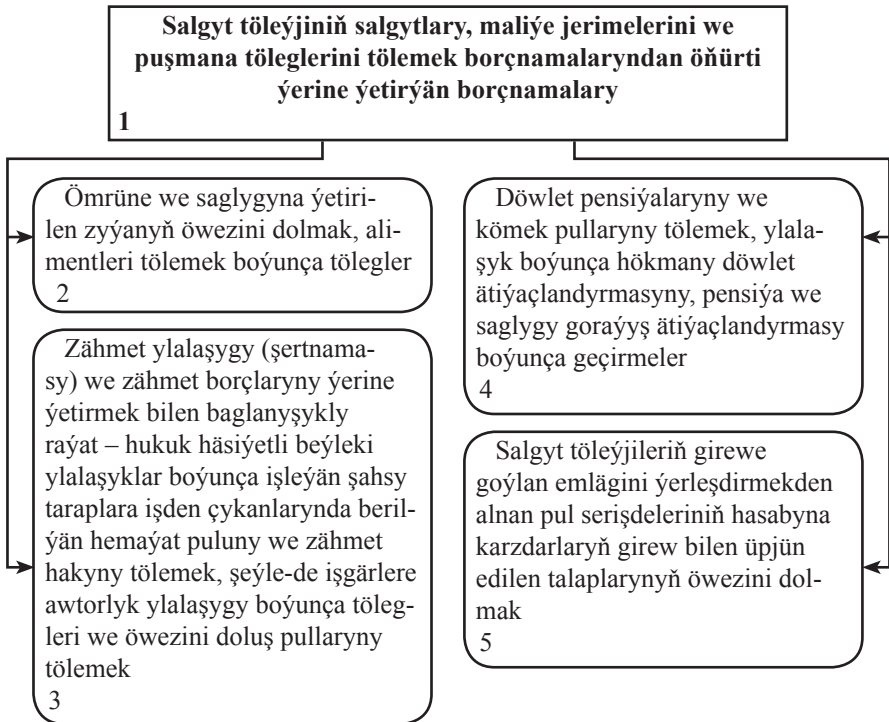 Salgyt töleýjiniň salgytlary, maliýe jerimelerini we
puşmana töleglerini tölemek borçnamalaryndan öňürti
ýerine ýetirýän borçnamalary
1
Ömrüne we saglygyna ýetiri-
len zyýanyň öwezini dolmak, ali-
mentleri tölemek boýunça tölegler
2
Zähmet ylalaşygy (şertnama-
sy) we zähmet borçlaryny ýerine
ýetirmek bilen baglanyşykly
raýat – hukuk häsiýetli beýleki
ylalaşyklar boýunça işleýän şahsy
taraplara işden çykanlarynda beril-
ýän hemaýat puluny we zähmet
hakyny tölemek, şeýle-de işgärlere
awtorlyk ylalaşygy boýunça töleg-
leri we öwezini doluş pullaryny
tölemek
3
Döwlet pensiýalaryny we
kömek pullaryny tölemek, ylala-
şyk boýunça hökmany döwlet
ätiýaçlandyrmasyny, pensiýa we
saglygy goraýyş ätiýaçlandyrmasy
boýunça geçirmeler
4
Salgyt töleýjileriň girewe
goýlan emlägini ýerleşdirmekden
alnan pul serişdeleriniň hasabyna
karzdarlaryň girew bilen üpjün
edilen talaplarynyň öwezini dol-
mak
5